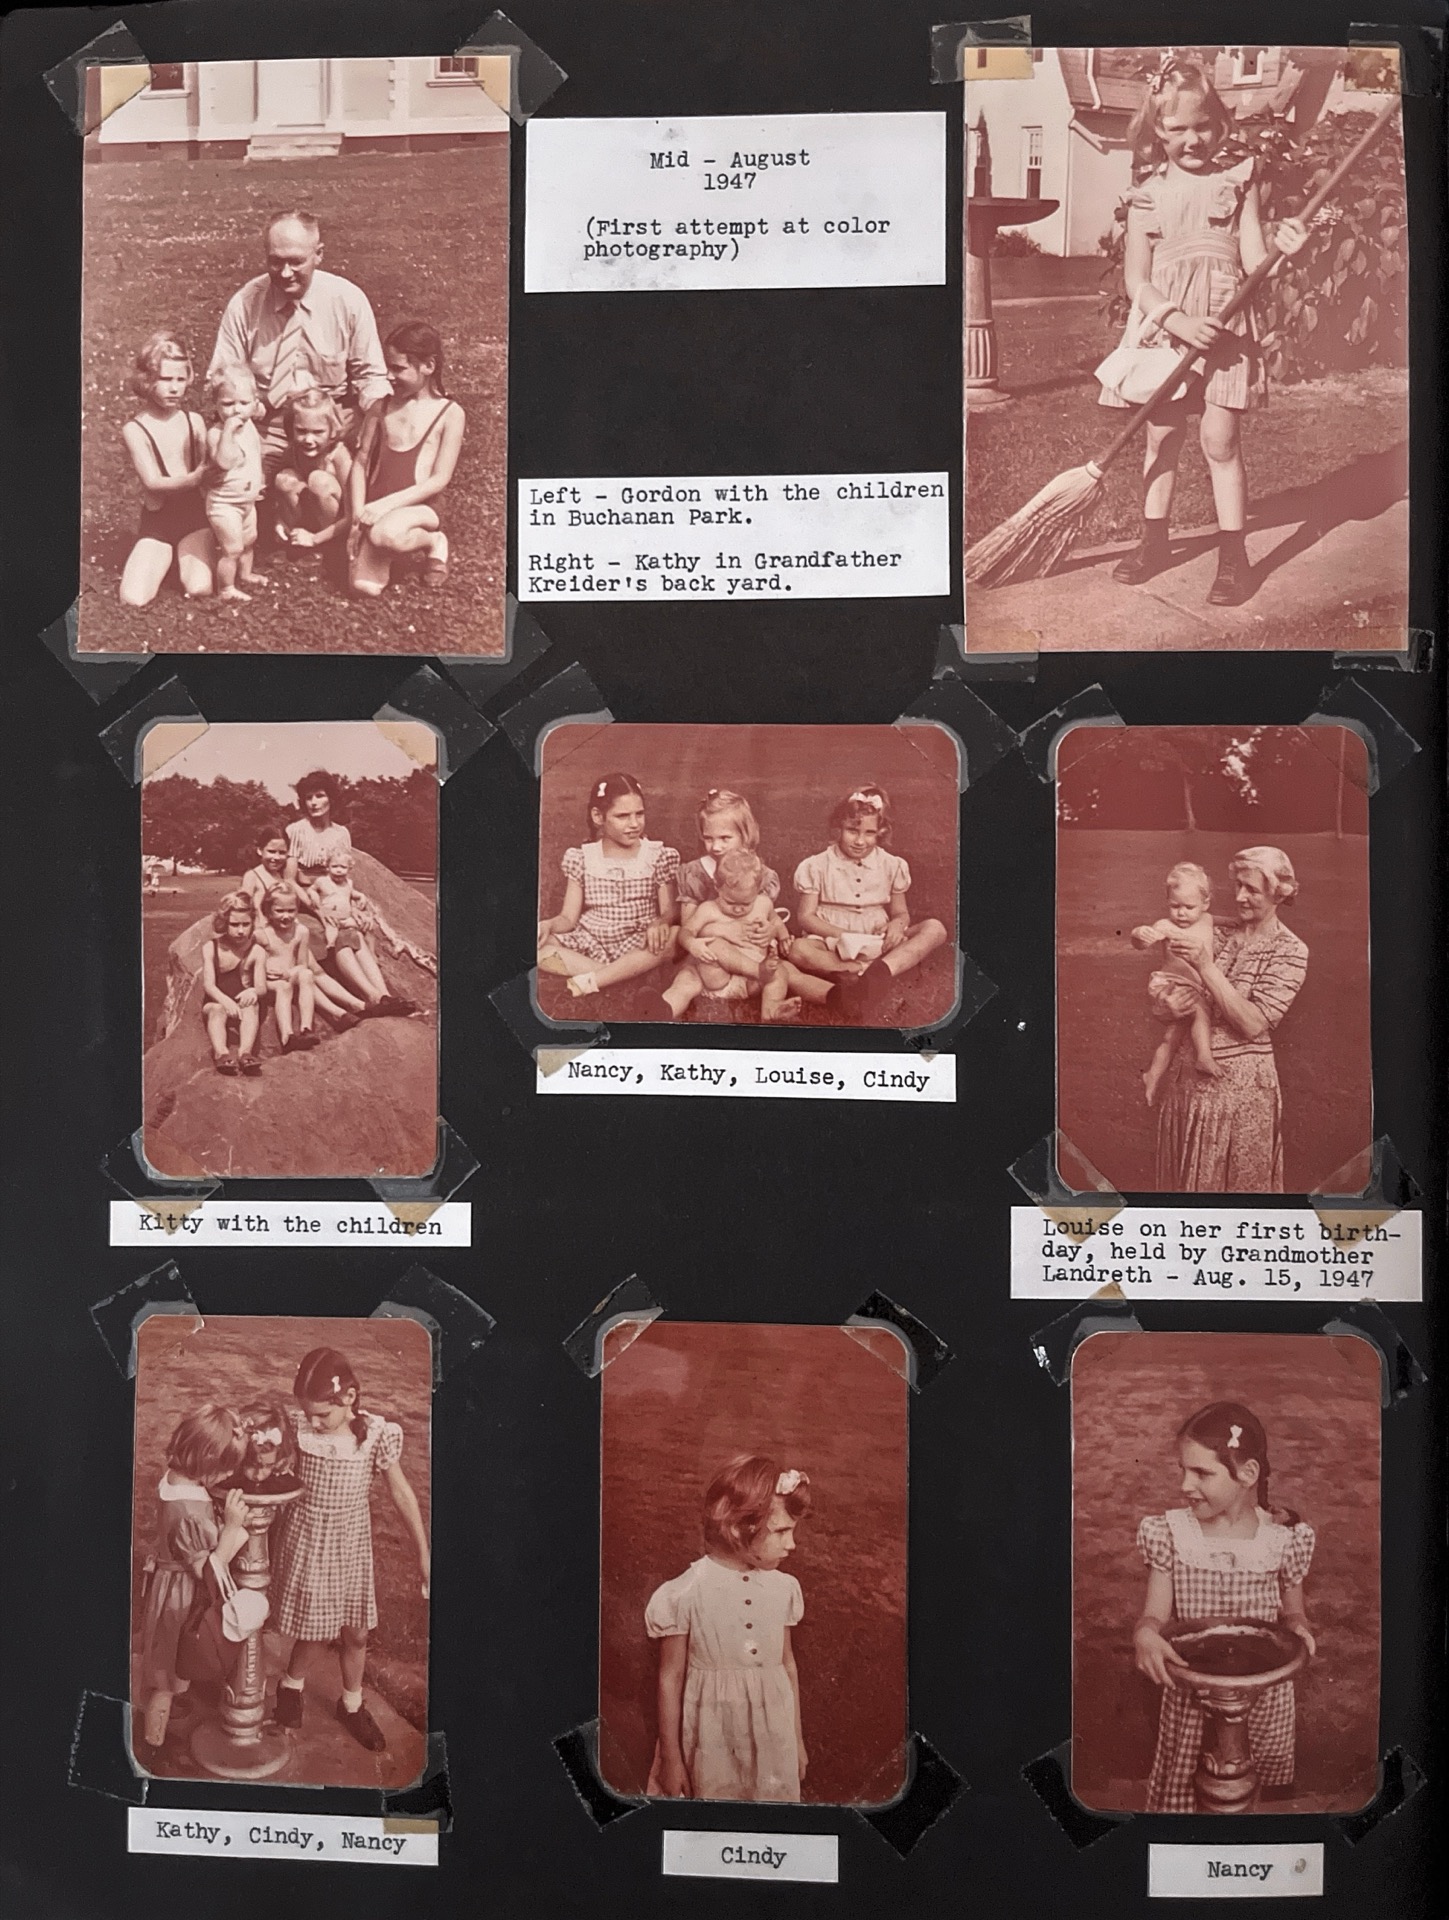 Mid - August
1947
(First attempt at color
photography)
Left - Gordon with the children
in Buchanan Park.
Right - Kathy in Grandfather
Kreider's back yard.
Nancy, Kathy, Louise, Cindy
Kitty with the children
Louise on her first birth-
day, held by Grandmother
Landreth - Aug. 15, 1947
Kathy, Cindy, Nancy
Cindy
Nancy